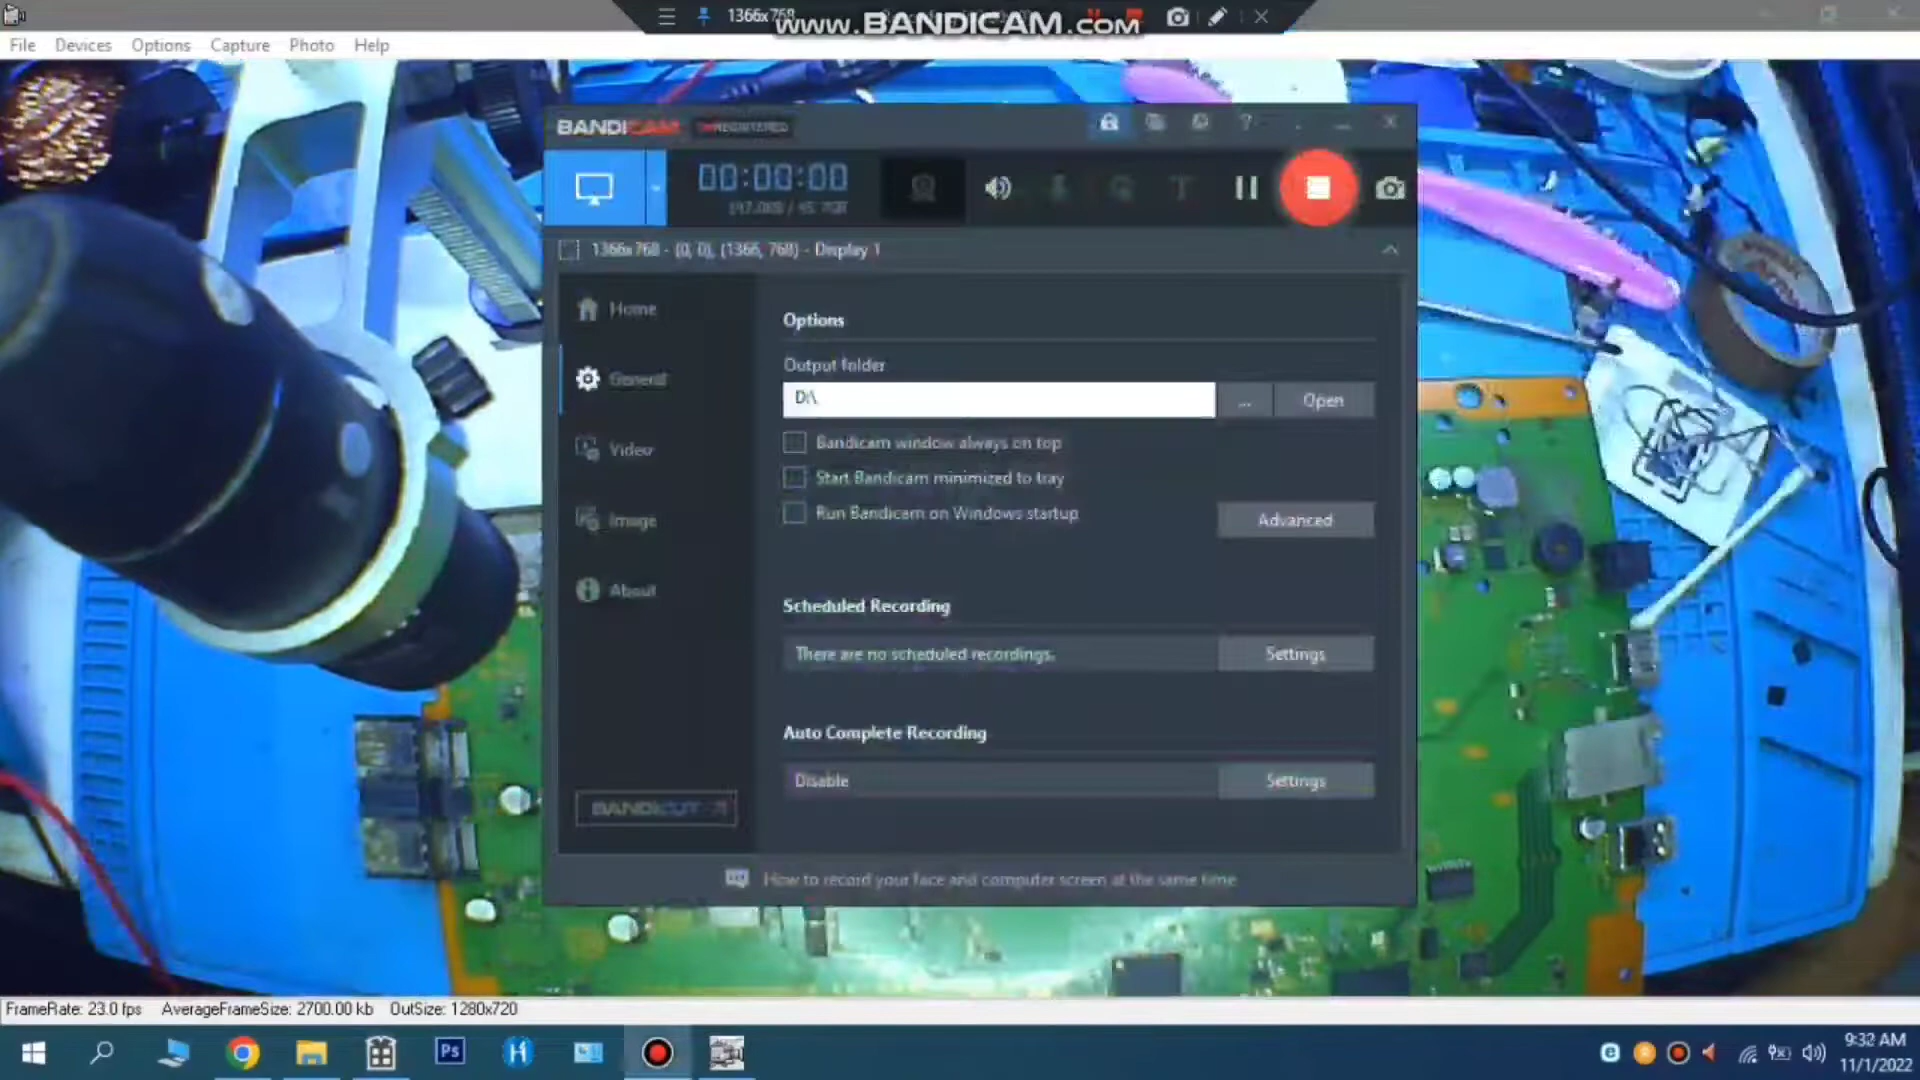 1366x768
www.BANDICAM.com
File Devices Options Capture Photo Help
BANDICAM UNREGISTERED
00:00:00
1366x768 - (0, 0), (1366, 768) - Display 1
Home
General
Video
Image
About
BANDICUT
Options
Output folder
D:\
... Open
Bandicam window always on top
Start Bandicam minimized to tray
Run Bandicam on Windows startup
Advanced
Scheduled Recording
There are no scheduled recordings. Settings
Auto Complete Recording
Disable Settings
How to record your face and computer screen at the same time
FrameRate: 23.0 fps AverageFrameSize: 2700.00 kb OutSize: 1280x720
Ps
9:32 AM
11/1/2022